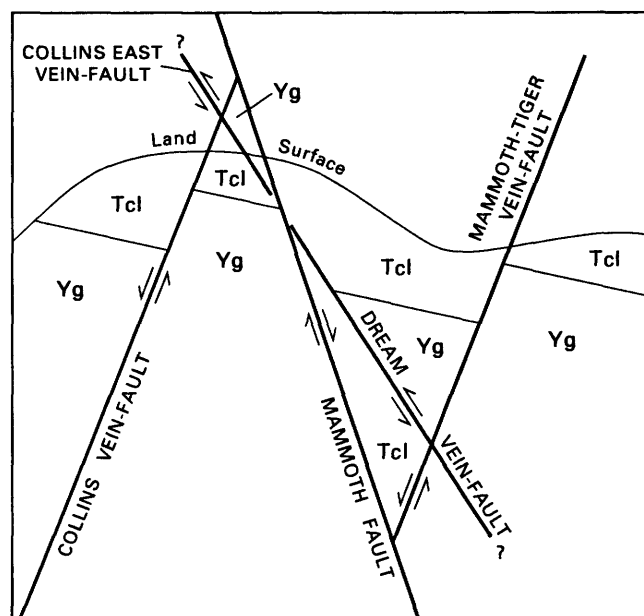 ?
COLLINS EAST
VEIN-FAULT
Yg
Land Surface
MAMMOTH-TIGER
VEIN-FAULT
Tcl
Tcl
Tcl
Tcl
Yg
Yg
Yg
Yg
DREAM
VEIN-FAULT
Tcl
COLLINS VEIN-FAULT
MAMMOTH FAULT
?